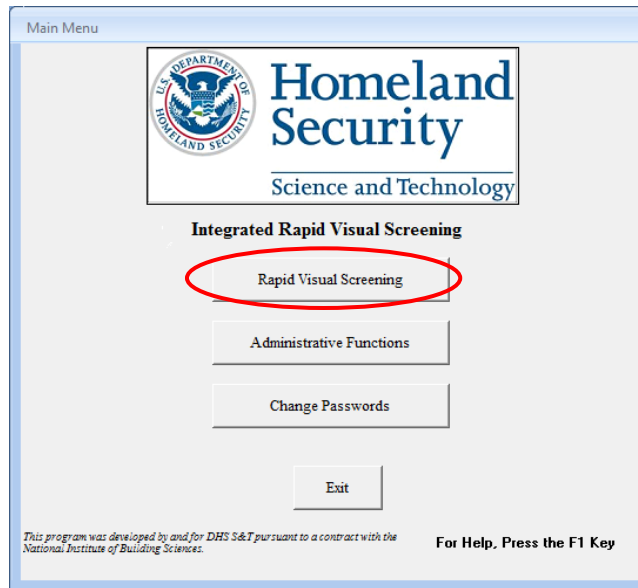 Main Menu
U.S. DEPARTMENT OF
HOMELAND SECURITY
Homeland
Security
Science and Technology
Integrated Rapid Visual Screening
Rapid Visual Screening
Administrative Functions
Change Passwords
Exit
This program was developed by and for DHS S&T pursuant to a contract with the
National Institute of Building Sciences.
For Help, Press the F1 Key